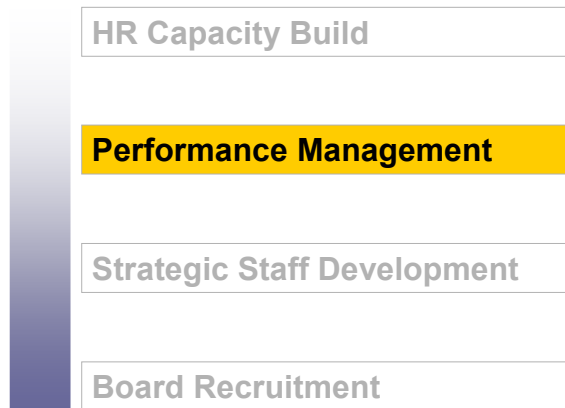 HR Capacity Build
Performance Management
Strategic Staff Development
Board Recruitment